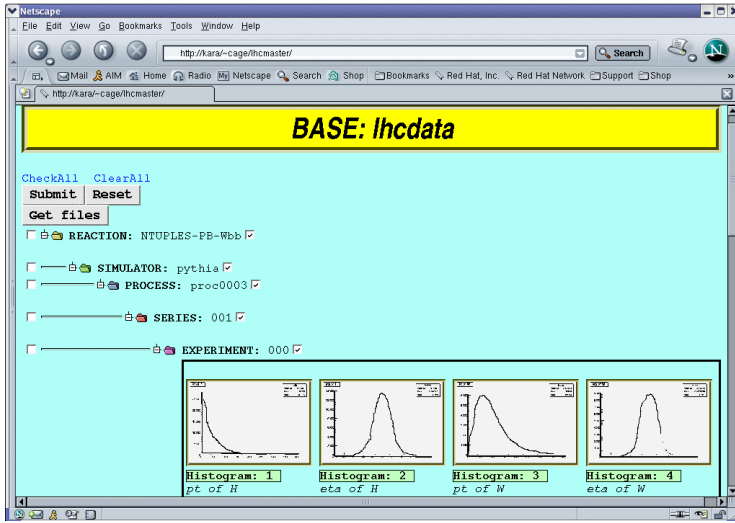 Netscape
File Edit View Go Bookmarks Tools Window Help
http://kara/~cage/lhcmaster/
Search
Mail AIM Home Radio My Netscape Search Shop Bookmarks Red Hat, Inc. Red Hat Network Support Shop
http://kara/~cage/lhcmaster/
BASE: lhcdata
CheckAll ClearAll
Submit Reset
Get files
REACTION: NTUPLES-PB-Wbb
SIMULATOR: pythia
PROCESS: proc0003
SERIES: 001
EXPERIMENT: 000
Histogram: 1 Histogram: 2 Histogram: 3 Histogram: 4
pt of H eta of H pt of W eta of W